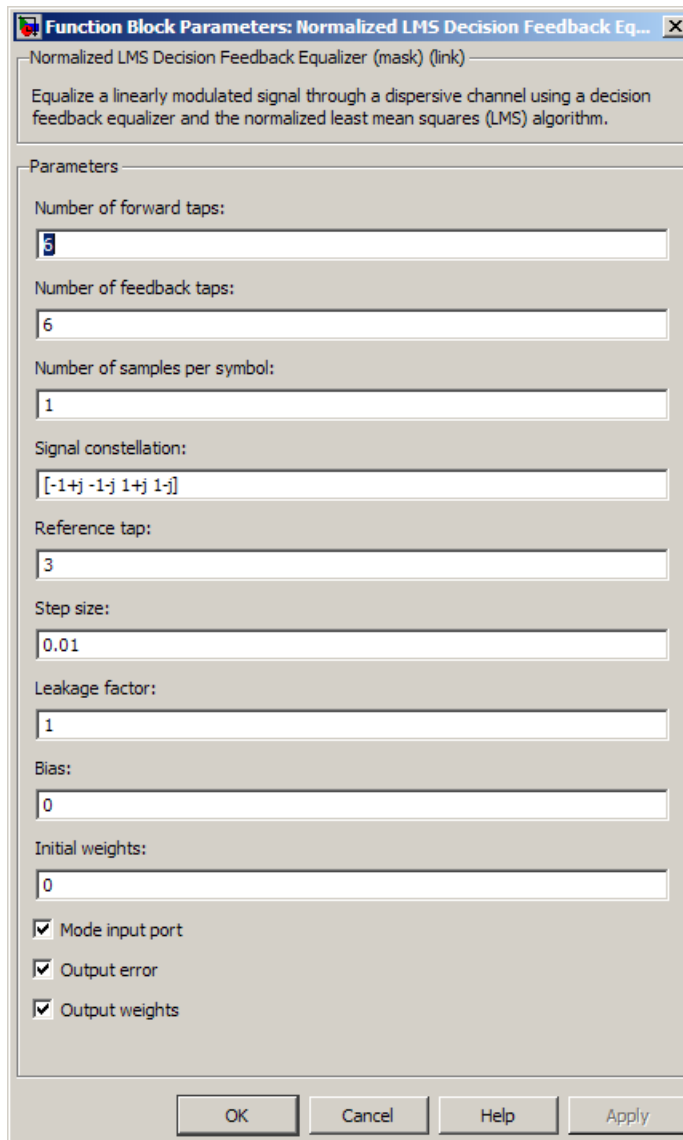 Function Block Parameters: Normalized LMS Decision Feedback Eq...
Normalized LMS Decision Feedback Equalizer (mask) (link)
Equalize a linearly modulated signal through a dispersive channel using a decision
feedback equalizer and the normalized least mean squares (LMS) algorithm.
Parameters
Number of forward taps:
6
Number of feedback taps:
6
Number of samples per symbol:
1
Signal constellation:
[-1+j -1-j 1+j 1-j]
Reference tap:
3
Step size:
0.01
Leakage factor:
1
Bias:
0
Initial weights:
0
Mode input port
Output error
Output weights
OK Cancel Help Apply